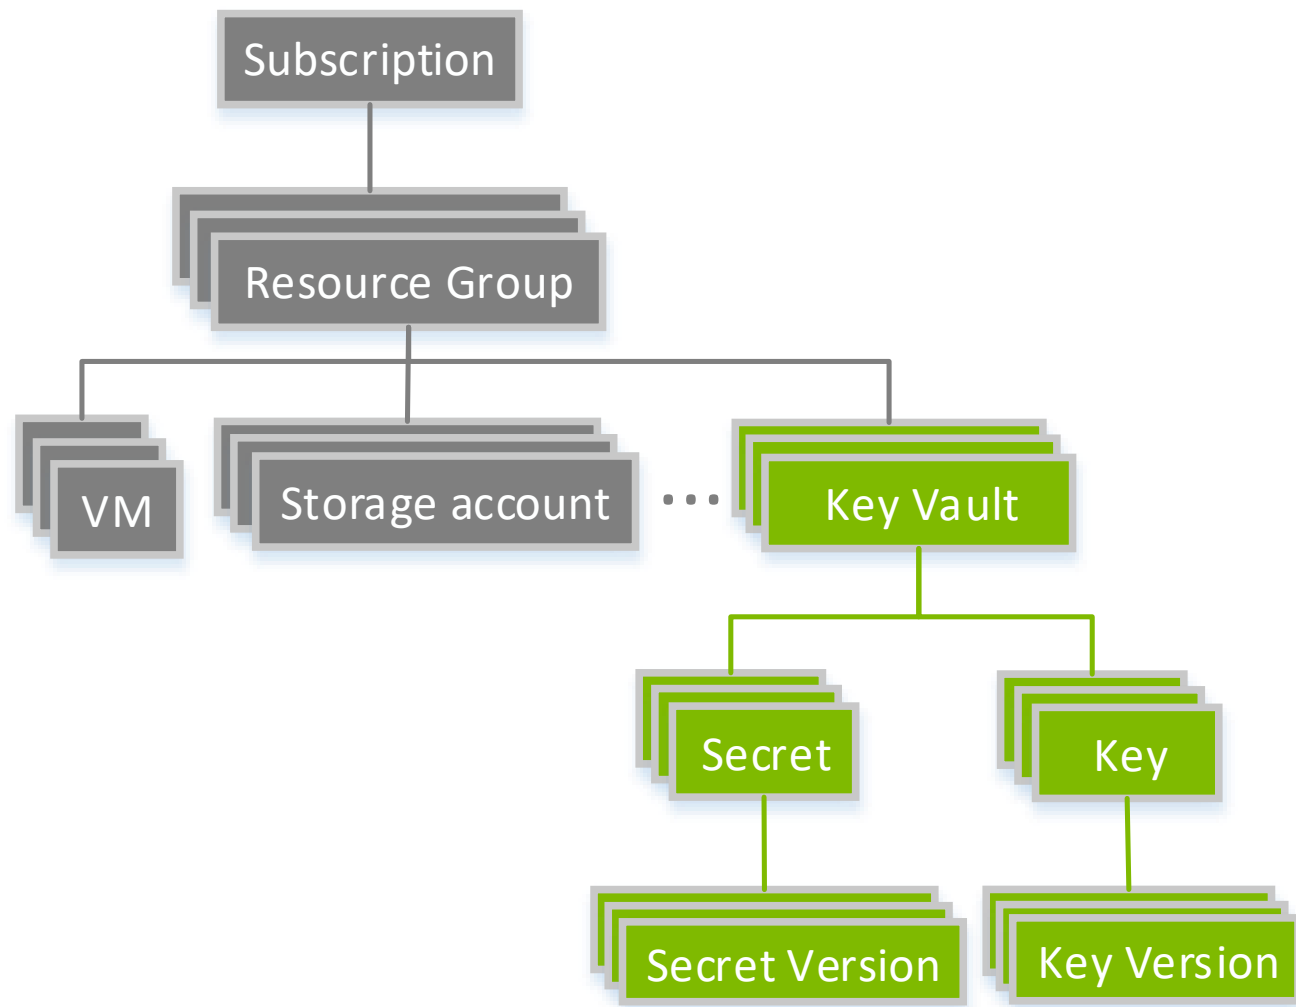 Subscription
Resource Group
VM
Storage account
...
Key Vault
Secret
Key
Secret Version
Key Version